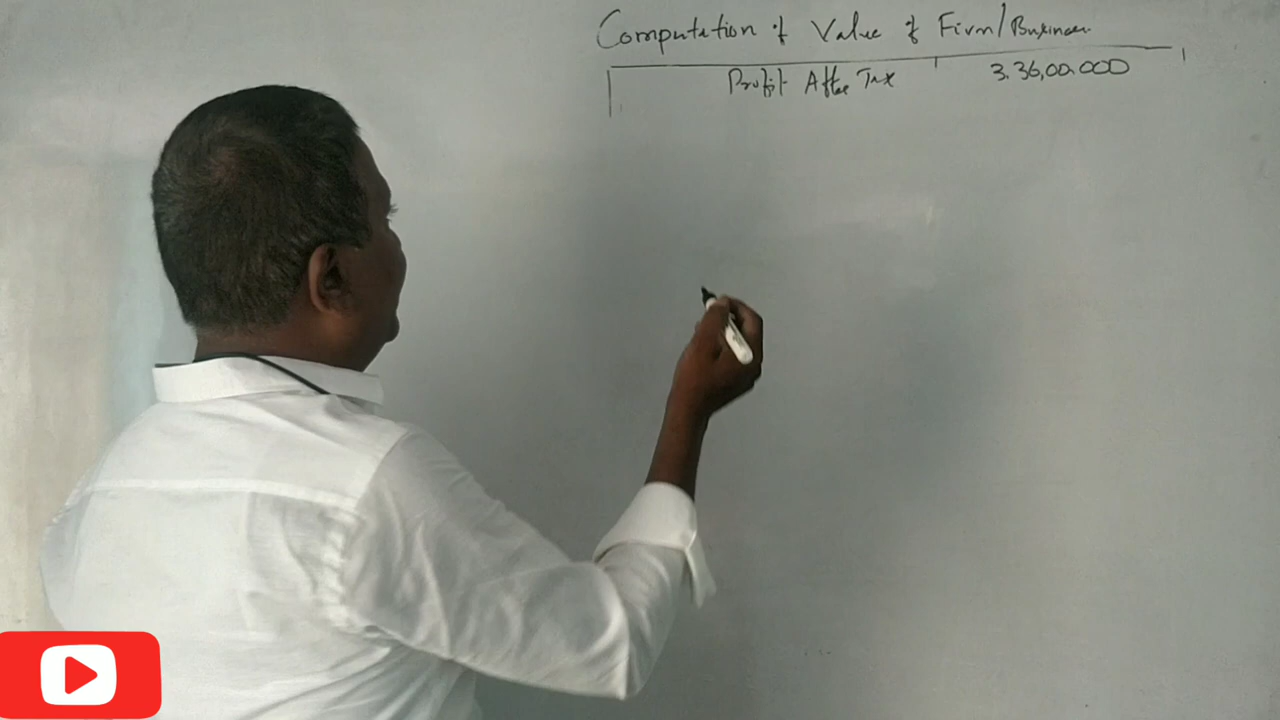 Computation of Value of Firm/Business
Profit After Tax 3,36,00,000